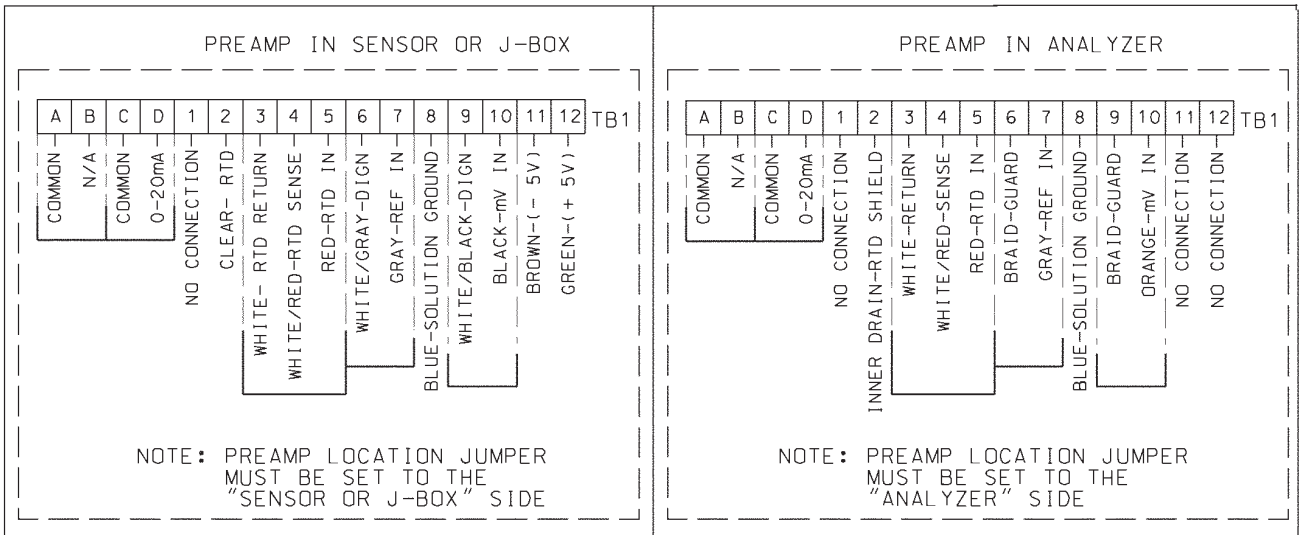 PREAMP IN SENSOR OR J-BOX
A B C D 1 2 3 4 5 6 7 8 9 10 11 12 TB1
COMMON
N/A
COMMON
0-20mA
NO CONNECTION
CLEAR- RTD
WHITE- RTD RETURN
WHITE/RED-RTD SENSE
RED-RTD IN
WHITE/GRAY-DIGN
GRAY-REF IN
BLUE-SOLUTION GROUND
WHITE/BLACK-DIGN
BLACK-mV IN
BROWN-(- 5V)
GREEN-(+ 5V)
NOTE: PREAMP LOCATION JUMPER
MUST BE SET TO THE
"SENSOR OR J-BOX" SIDE
PREAMP IN ANALYZER
A B C D 1 2 3 4 5 6 7 8 9 10 11 12 TB1
COMMON
N/A
COMMON
0-20mA
NO CONNECTION
INNER DRAIN-RTD SHIELD
WHITE-RETURN
WHITE/RED-SENSE
RED-RTD IN
BRAID-GUARD
GRAY-REF IN
BLUE-SOLUTION GROUND
BRAID-GUARD
ORANGE-mV IN
NO CONNECTION
NO CONNECTION
NOTE: PREAMP LOCATION JUMPER
MUST BE SET TO THE
"ANALYZER" SIDE